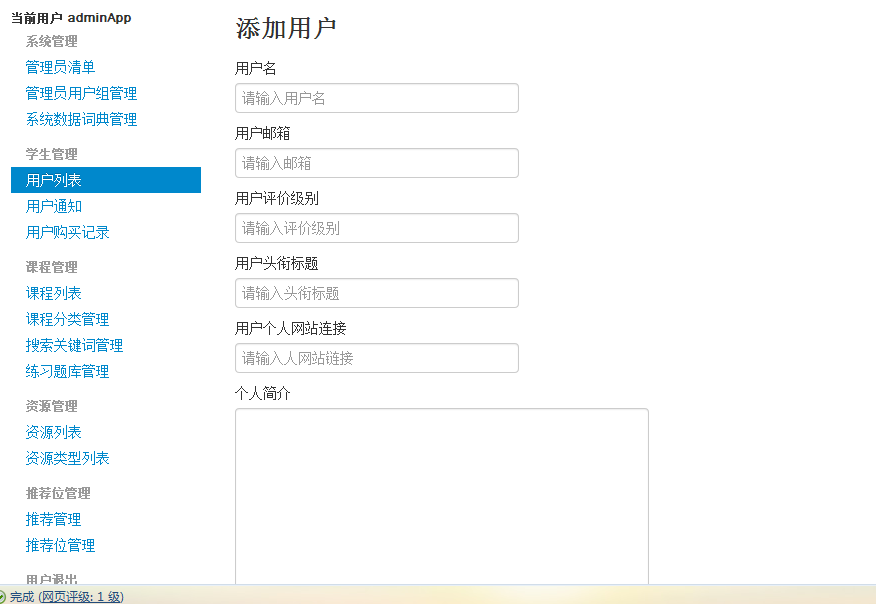 当前用户 adminApp
系统管理
管理员清单
管理员用户组管理
系统数据词典管理
学生管理
用户列表
用户通知
用户购买记录
课程管理
课程列表
课程分类管理
搜索关键词管理
练习题库管理
资源管理
资源列表
资源类型列表
推荐位管理
推荐管理
推荐位管理
用户退出
添加用户
用户名
请输入用户名
用户邮箱
请输入邮箱
用户评价级别
请输入评价级别
用户头衔标题
请输入头衔标题
用户个人网站连接
请输入人网站链接
个人简介
完成 (网页评级: 1 级)